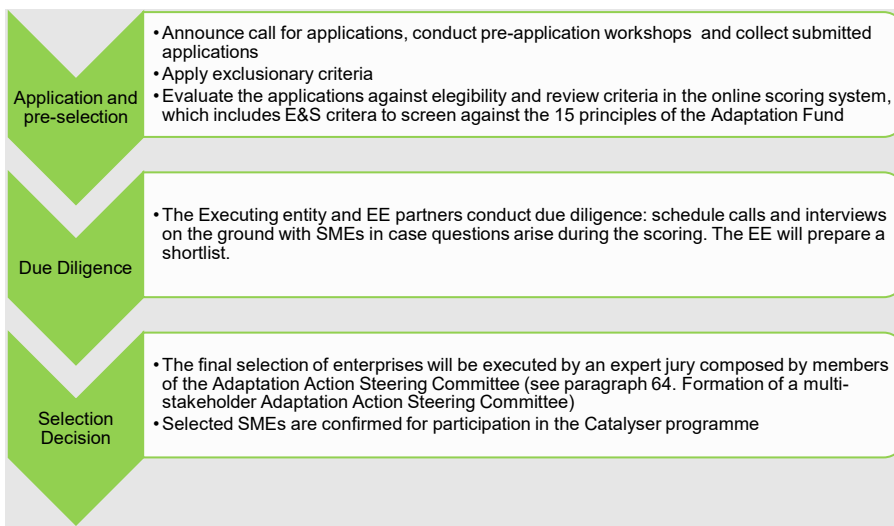 Application and
pre-selection
•Announce call for applications, conduct pre-application workshops  and collect submitted
applications
•Apply exclusionary criteria
•Evaluate the applications against elegibility and review criteria in the online scoring system,
which includes E&S critera to screen against the 15 principles of the Adaptation Fund
Due Diligence
•The Executing entity and EE partners conduct due diligence: schedule calls and interviews
on the ground with SMEs in case questions arise during the scoring. The EE will prepare a
shortlist.
Selection
Decision
•The final selection of enterprises will be executed by an expert jury composed by members
of the Adaptation Action Steering Committee (see paragraph 64. Formation of a multi-
stakeholder Adaptation Action Steering Committee)
•Selected SMEs are confirmed for participation in the Catalyser programme